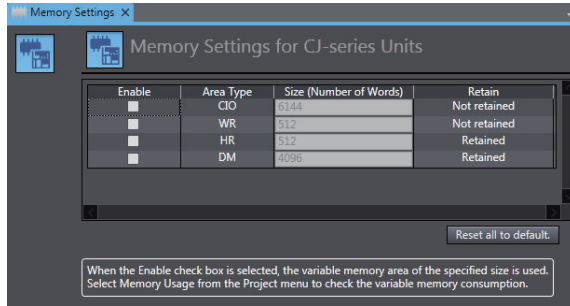 Memory Settings X
Memory Settings for CJ-series Units
Enable Area Type Size (Number of Words) Retain
CIO 6144 Not retained
WR 512 Not retained
HR 512 Retained
DM 4096 Retained
Reset all to default.
When the Enable check box is selected, the variable memory area of the specified size is used.
Select Memory Usage from the Project menu to check the variable memory consumption.